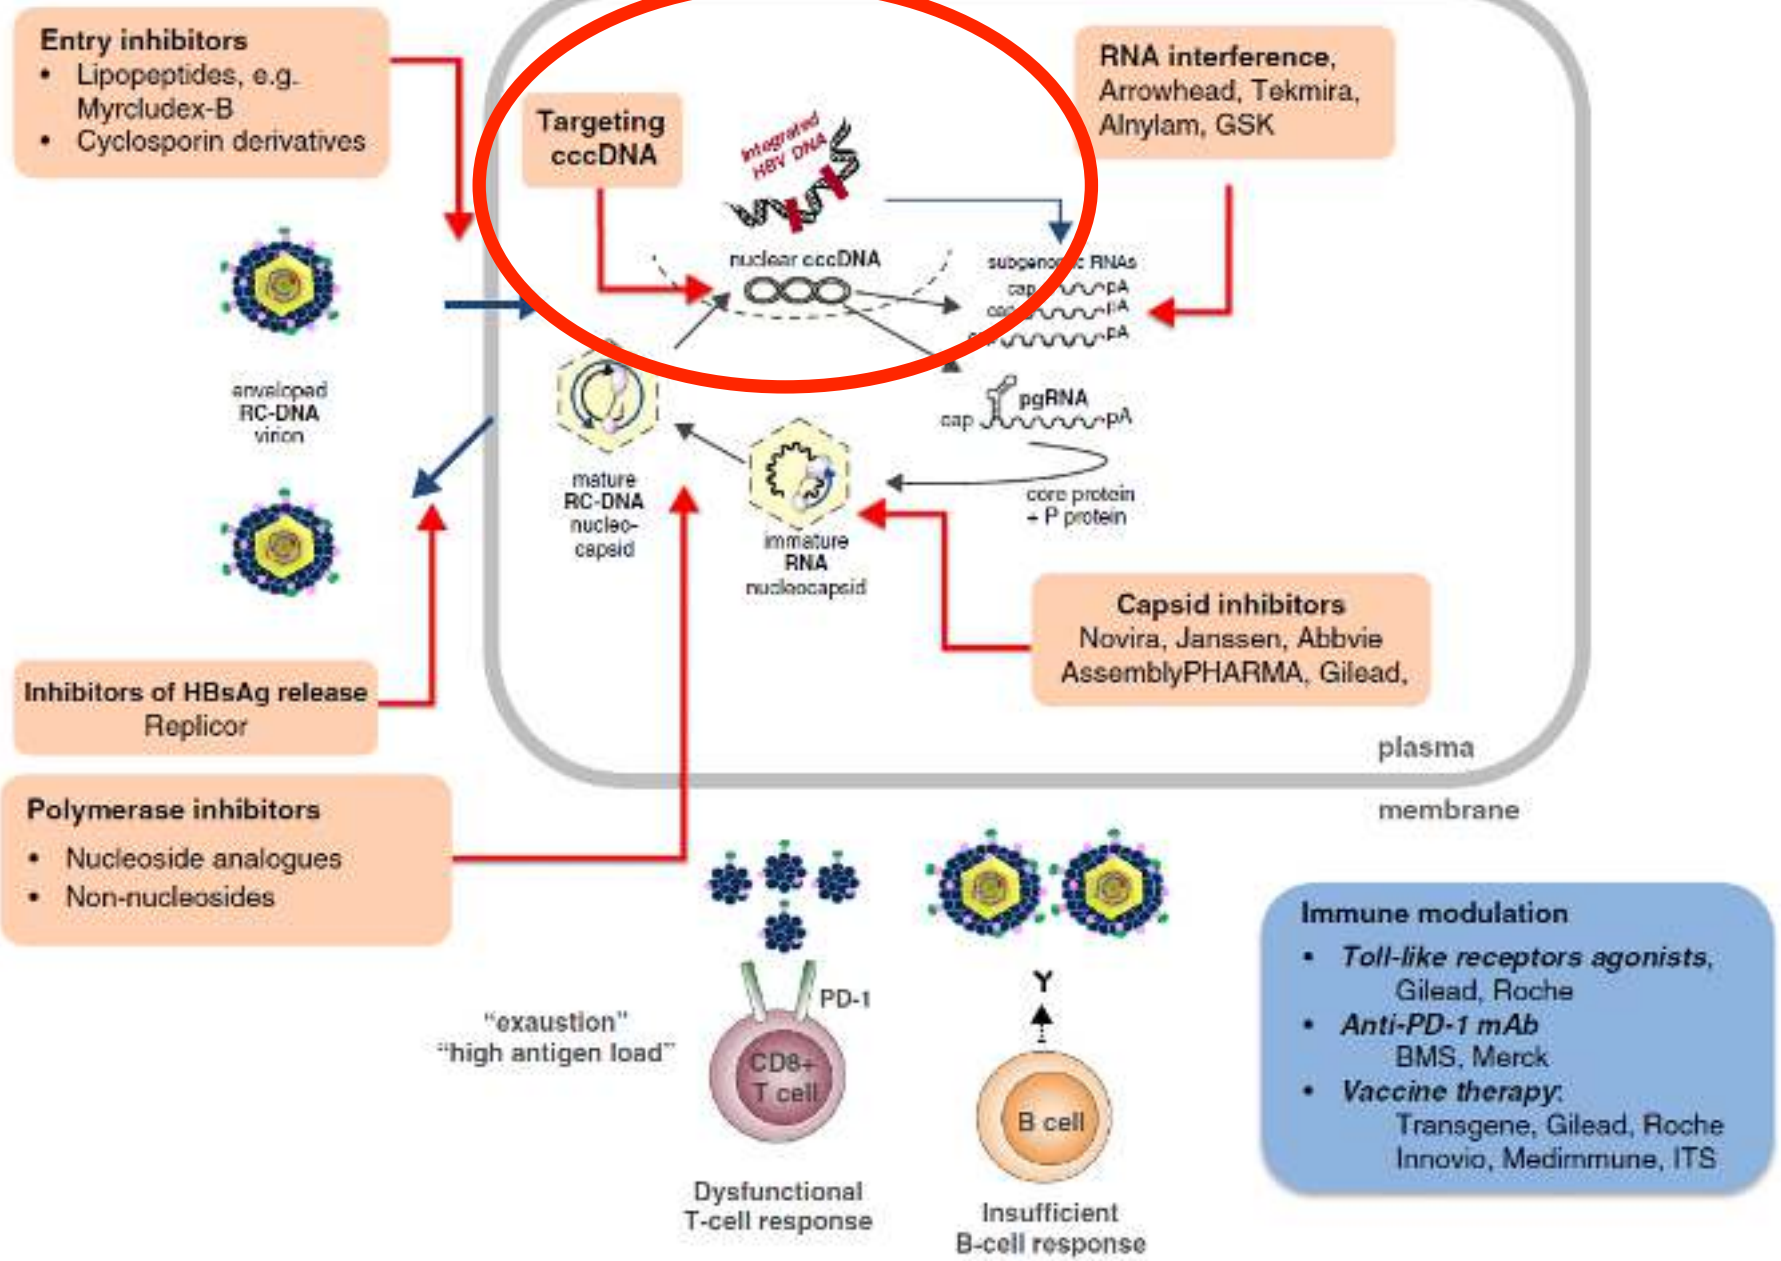 Entry inhibitors
• Lipopeptides, e.g.
Myrcludex-B
• Cyclosporin derivatives
Targeting
cccDNA
Integrated
HBV DNA
RNA interference,
Arrowhead, Tekmira,
Alnylam, GSK
nuclear cccDNA
subgenomic RNAs
cap pA
cap pA
cap pA
enveloped
RC-DNA
virion
pgRNA
cap pA
mature
RC-DNA
nucleo-
capsid
immature
RNA
nucleocapsid
core protein
+ P protein
Capsid inhibitors
Novira, Janssen, Abbvie
AssemblyPHARMA, Gilead,
Inhibitors of HBsAg release
Replicor
plasma
membrane
Polymerase inhibitors
• Nucleoside analogues
• Non-nucleosides
PD-1
"exaustion"
"high antigen load"
CD8+
T cell
Y
B cell
Dysfunctional
T-cell response
Insufficient
B-cell response
Immune modulation
• Toll-like receptors agonists,
Gilead, Roche
• Anti-PD-1 mAb
BMS, Merck
• Vaccine therapy:
Transgene, Gilead, Roche
Innovio, Medimmune, ITS